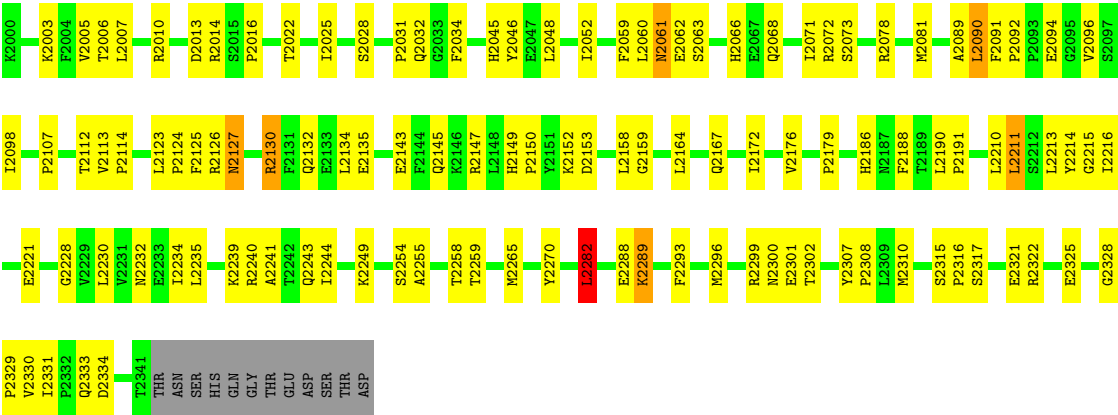 K2000 K2003 F2004 V2005 T2006 L2007 R2010 D2013 R2014 S2015 P2016 T2022 I2025 S2028 P2031 Q2032 G2033 F2034 H2045 Y2046 E2047 L2048 I2052 F2059 L2060 N2061 E2062 S2063 H2066 E2067 Q2068 I2071 R2072 S2073 R2078 M2081 A2089 L2090 F2091 P2092 P2093 E2094 G2095 V2096 S2097
I2098 P2107 T2112 V2113 P2114 L2123 P2124 F2125 R2126 N2127 R2130 F2131 Q2132 E2133 L2134 E2135 E2143 F2144 Q2145 K2146 R2147 L2148 H2149 P2150 Y2151 K2152 D2153 L2158 G2159 L2164 Q2167 I2172 V2176 P2179 H2186 N2187 F2188 T2189 L2190 P2191 L2210 L2211 S2212 L2213 Y2214 G2215 I2216
E2221 G2228 V2229 L2230 V2231 N2232 E2233 I2234 L2235 K2239 R2240 A2241 T2242 Q2243 I2244 K2249 S2254 A2255 T2258 T2259 M2265 Y2270 L2282 E2288 K2289 F2293 M2296 R2299 N2300 E2301 T2302 Y2307 P2308 L2309 M2310 S2315 P2316 S2317 E2321 R2322 E2325 G2328
P2329 V2330 I2331 P2332 Q2333 D2334 T2341 THR ASN SER HIS GLN GLY THR GLU ASP SER THR ASP